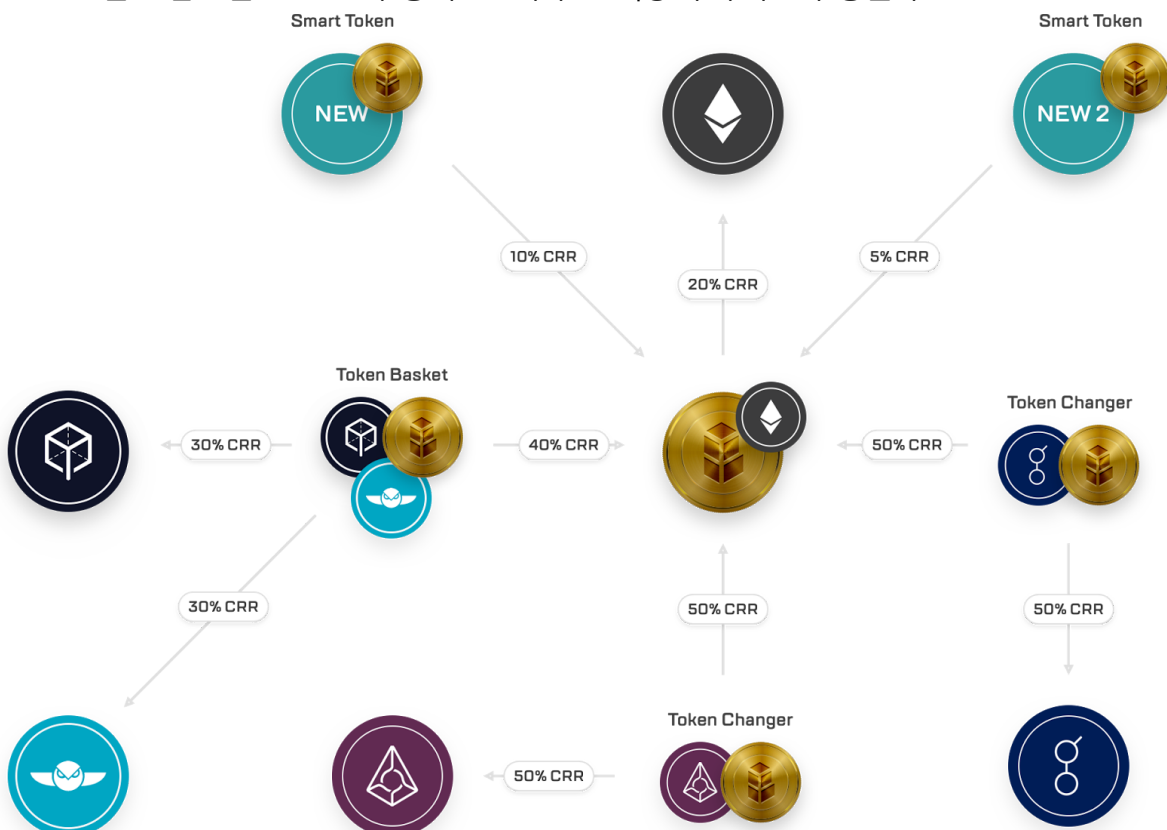 Smart Token
Smart Token
NEW
NEW 2
10% CRR
5% CRR
20% CRR
Token Basket
Token Changer
30% CRR
40% CRR
50% CRR
30% CRR
50% CRR
50% CRR
Token Changer
50% CRR